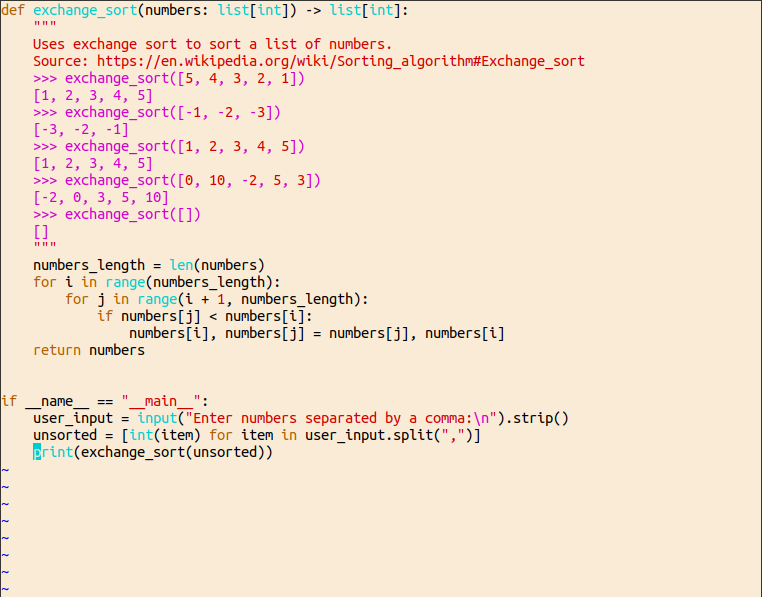 def exchange_sort(numbers: list[int]) -> list[int]:
    """
    Uses exchange sort to sort a list of numbers.
    Source: https://en.wikipedia.org/wiki/Sorting_algorithm#Exchange_sort
    >>> exchange_sort([5, 4, 3, 2, 1])
    [1, 2, 3, 4, 5]
    >>> exchange_sort([-1, -2, -3])
    [-3, -2, -1]
    >>> exchange_sort([1, 2, 3, 4, 5])
    [1, 2, 3, 4, 5]
    >>> exchange_sort([0, 10, -2, 5, 3])
    [-2, 0, 3, 5, 10]
    >>> exchange_sort([])
    []
    """
    numbers_length = len(numbers)
    for i in range(numbers_length):
        for j in range(i + 1, numbers_length):
            if numbers[j] < numbers[i]:
                numbers[i], numbers[j] = numbers[j], numbers[i]
    return numbers


if __name__ == "__main__":
    user_input = input("Enter numbers separated by a comma:\n").strip()
    unsorted = [int(item) for item in user_input.split(",")]
    print(exchange_sort(unsorted))
~
~
~
~
~
~
~
~